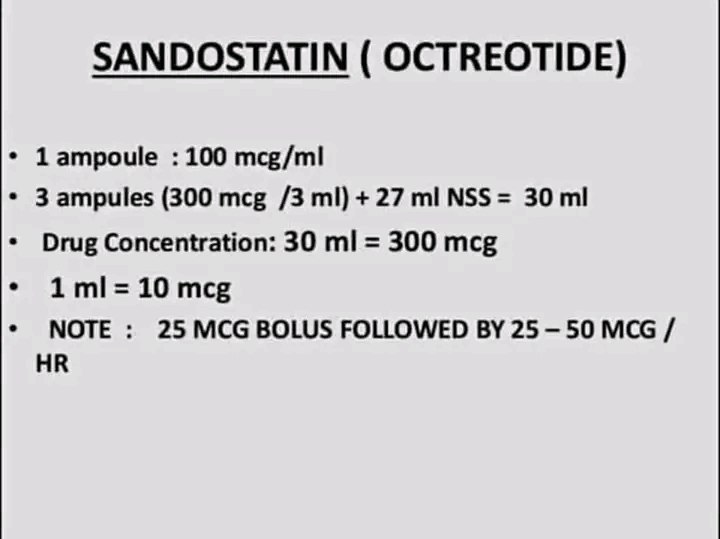 SANDOSTATIN ( OCTREOTIDE)
• 1 ampoule : 100 mcg/ml
• 3 ampules (300 mcg /3 ml) + 27 ml NSS = 30 ml
• Drug Concentration: 30 ml = 300 mcg
• 1 ml = 10 mcg
• NOTE : 25 MCG BOLUS FOLLOWED BY 25 – 50 MCG /
HR